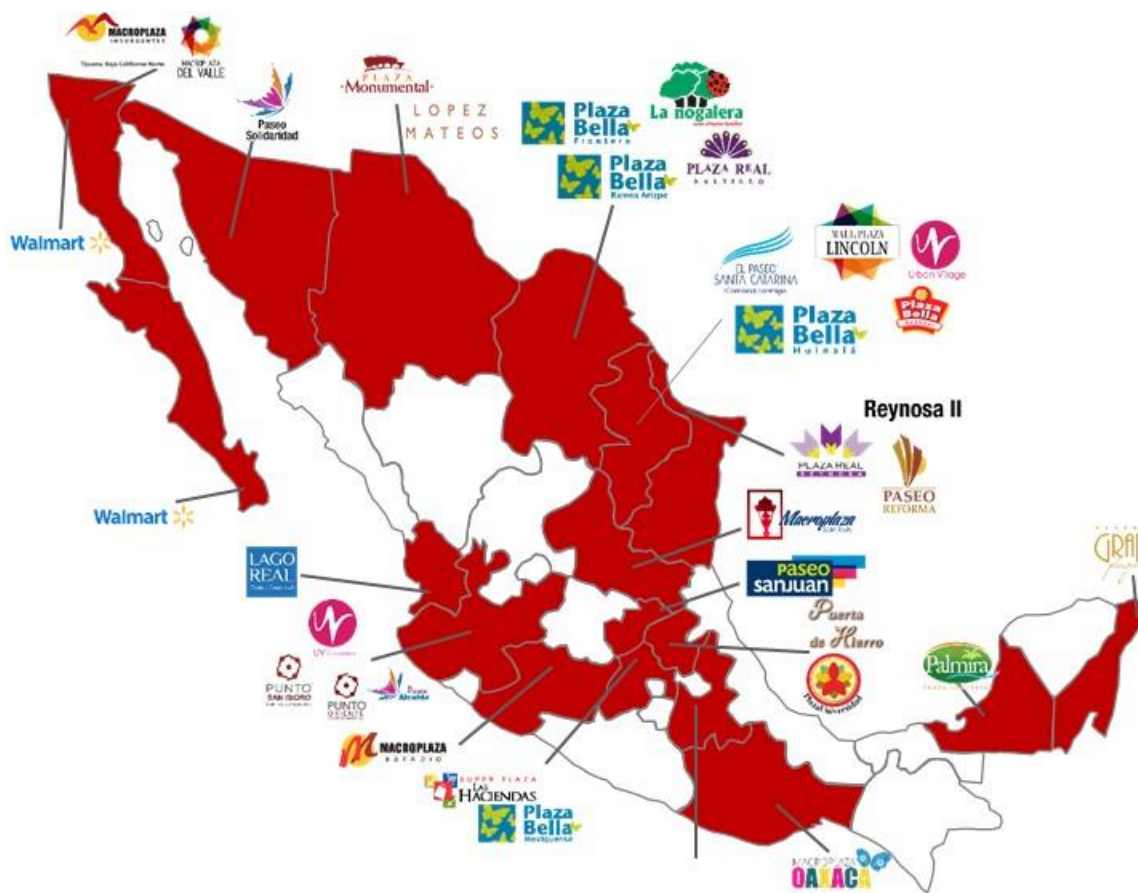 MACROPLAZA
INSURGENTES
Tijuana, Baja California Norte
MACROPLAZA
DEL VALLE
Paseo
Solidaridad
PLAZA
Monumental
LOPEZ
MATEOS
Plaza
Bella
Frontera
La nogalera
Plaza
Bella
Ramos Arizpe
PLAZA REAL
SALTILLO
Walmart
EL PASEO
SANTA CATARINA
MALL PLAZA
LINCOLN
Urban Village
Plaza
Bella
Plaza
Bella
Huinalá
Reynosa II
PLAZA REAL
REYNOSA
PASEO
REFORMA
Walmart
Macroplaza
San Luis
LAGO
REAL
PASEO
sanjuan
Puerta
de Hierro
GRAN
UV
PUNTO
SAN ISIDRO
PUNTO
ORIENTE
Paseo
Alcalde
Palmira
Plaza Universidad
MACROPLAZA
ESTADIO
SUPER PLAZA
LAS
HACIENDAS
Plaza
Bella
Mexiquense
MACROPLAZA
OAXACA